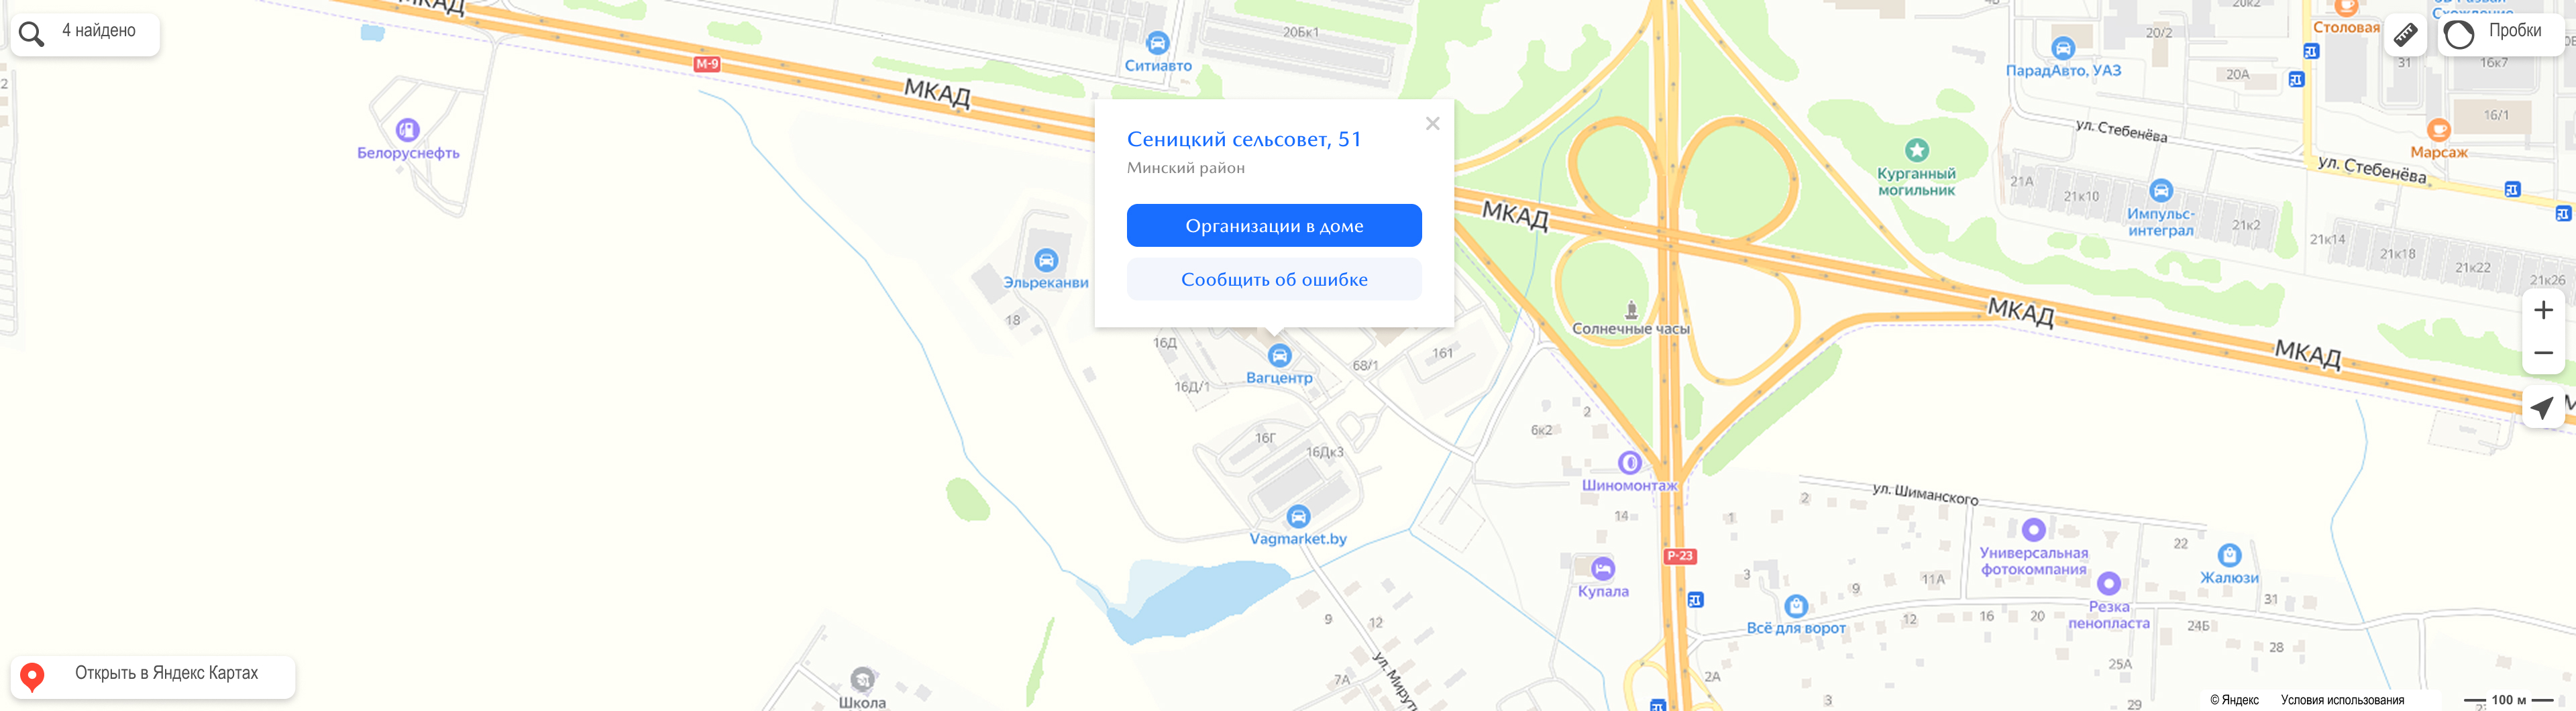 4 найдено
МКАД
М-9
МКАД
Ситиавто
20Бк1
20к2
Столовая
20/2
ПарадАвто, УАЗ
20А
31
16к7
Пробки
Белоруснефть
Сеницкий сельсовет, 51
Минский район
Организации в доме
Сообщить об ошибке
ул. Стебенёва
16/1
Марсаж
ул. Стебенёва
Курганный
могильник
21А
21к10
Импульс-
интеграл
21к2
21к14
21к18
21к22
21к26
МКАД
Эльреканви
18
МКАД
Солнечные часы
МКАД
16Д
161
68/1
Вагцентр
16Д/1
2
6к2
16Г
16Дк3
Шиномонтаж
ул. Шиманского
2
14
1
Vagmarket.by
Р-23
Универсальная
фотокомпания
22
Жалюзи
Купала
3
9
11А
Резка
пенопласта
31
Всё для ворот
12
16
20
24Б
9
12
28
ул. Мирут
7А
2А
25А
3
29
Школа
Открыть в Яндекс Картах
© Яндекс
Условия использования
100 м